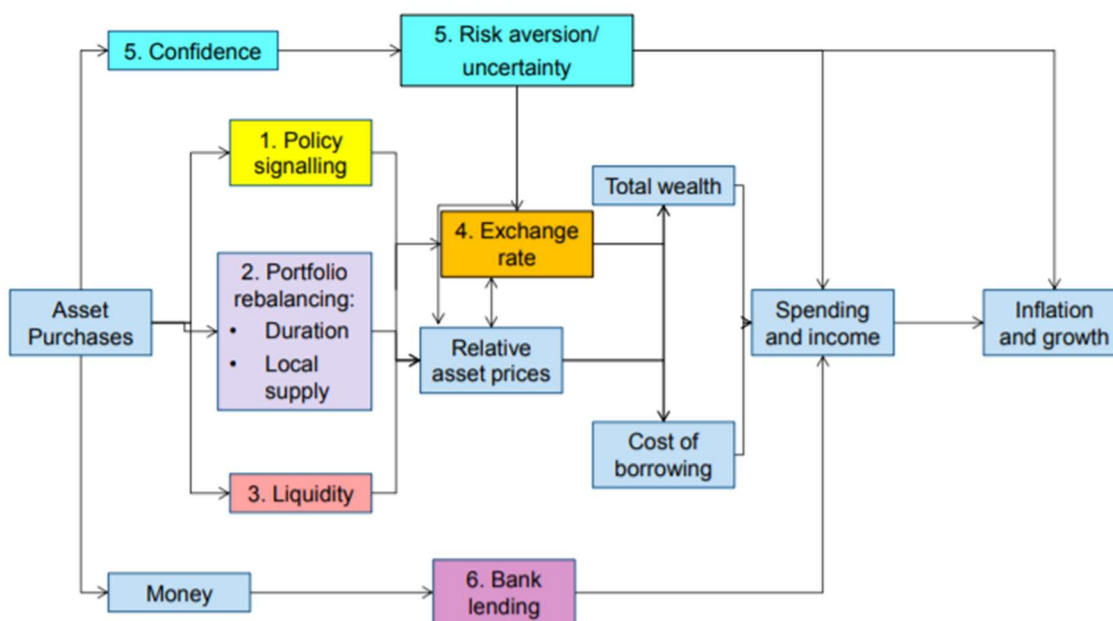 5. Confidence
5. Risk aversion/
uncertainty
1. Policy
signalling
Total wealth
4. Exchange
rate
2. Portfolio
rebalancing:
• Duration
• Local
supply
Asset
Purchases
Relative
asset prices
Spending
and income
Inflation
and growth
Cost of
borrowing
3. Liquidity
Money
6. Bank
lending